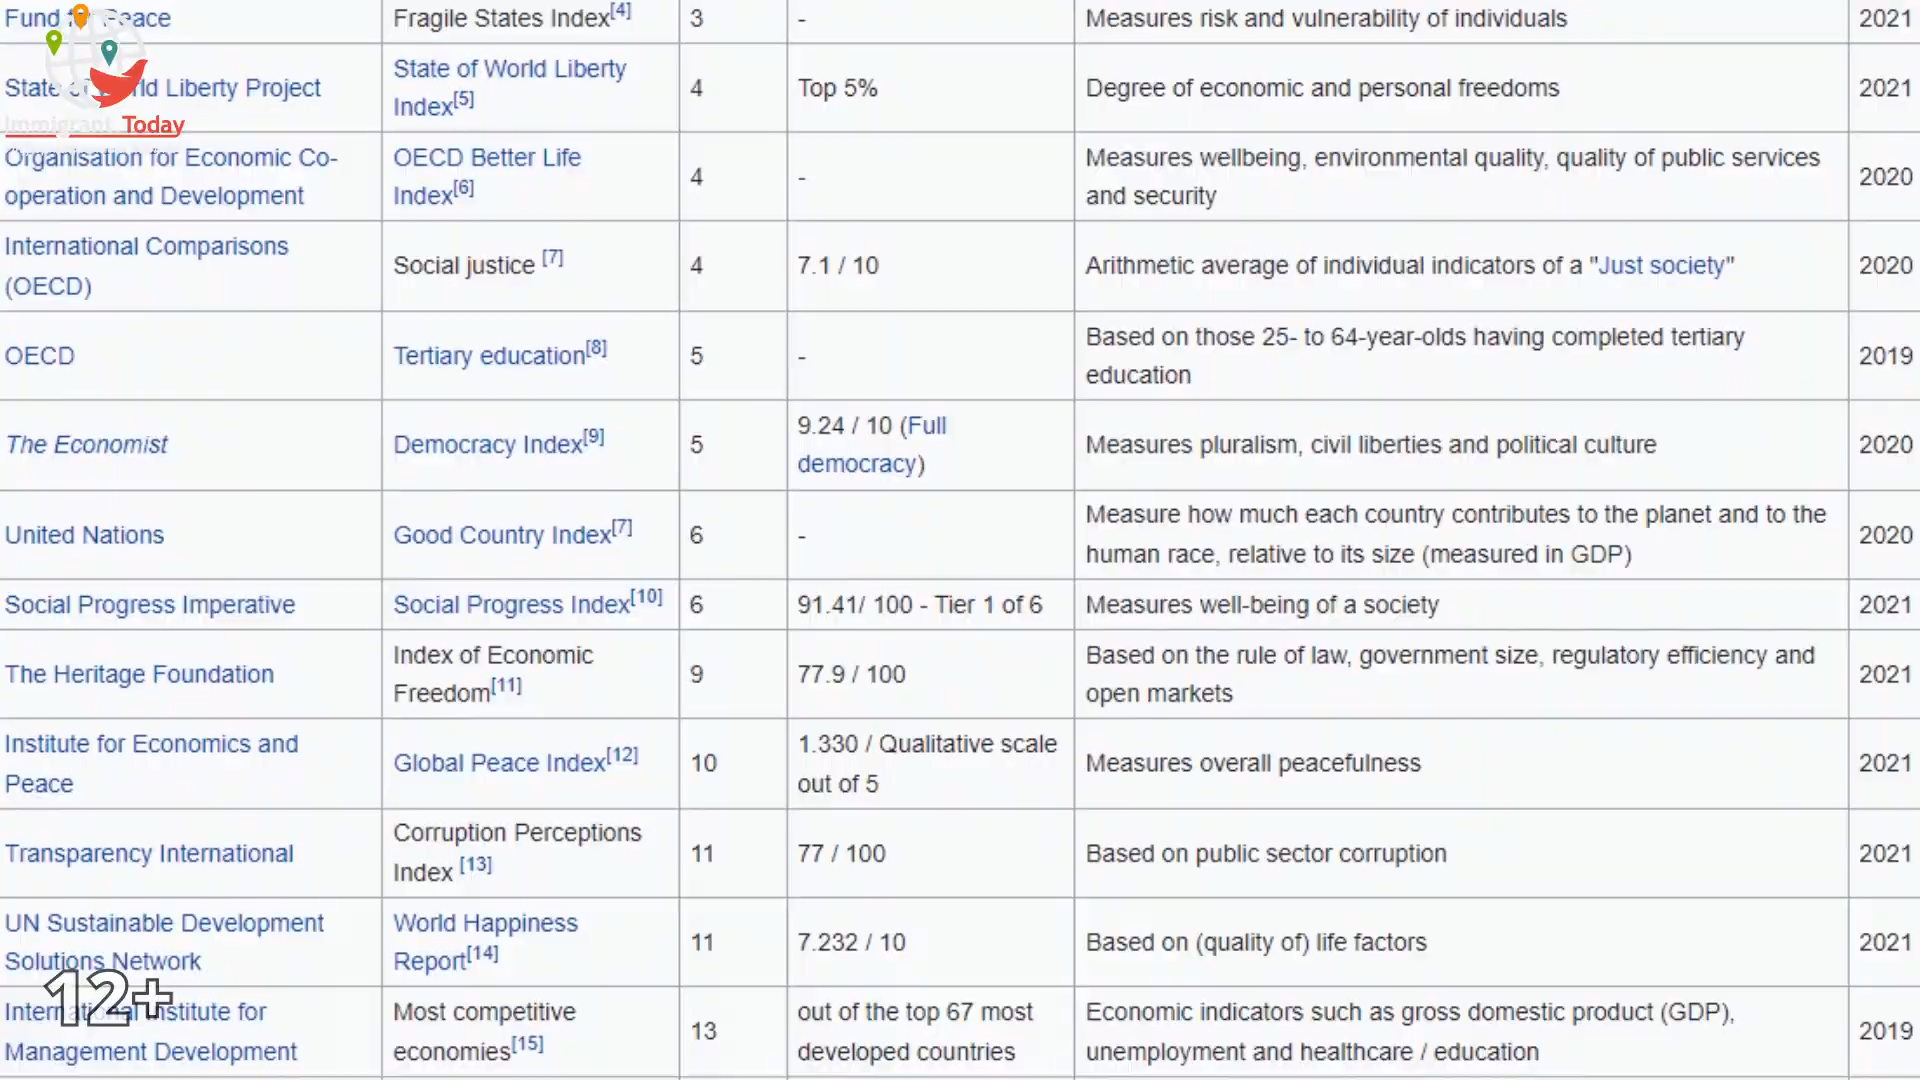 Fund for Peace
Fragile States Index[4]
3
-
Measures risk and vulnerability of individuals
2021
State of World Liberty Project
State of World Liberty
Index[5]
4
Top 5%
Degree of economic and personal freedoms
2021
Immigrant Today
Organisation for Economic Co-
operation and Development
OECD Better Life
Index[6]
4
-
Measures wellbeing, environmental quality, quality of public services
and security
2020
International Comparisons
(OECD)
Social justice [7]
4
7.1 / 10
Arithmetic average of individual indicators of a "Just society"
2020
OECD
Tertiary education[8]
5
-
Based on those 25- to 64-year-olds having completed tertiary
education
2019
The Economist
Democracy Index[9]
5
9.24 / 10 (Full
democracy)
Measures pluralism, civil liberties and political culture
2020
United Nations
Good Country Index[7]
6
-
Measure how much each country contributes to the planet and to the
human race, relative to its size (measured in GDP)
2020
Social Progress Imperative
Social Progress Index[10]
6
91.41/ 100 - Tier 1 of 6
Measures well-being of a society
2021
The Heritage Foundation
Index of Economic
Freedom[11]
9
77.9 / 100
Based on the rule of law, government size, regulatory efficiency and
open markets
2021
Institute for Economics and
Peace
Global Peace Index[12]
10
1.330 / Qualitative scale
out of 5
Measures overall peacefulness
2021
Transparency International
Corruption Perceptions
Index [13]
11
77 / 100
Based on public sector corruption
2021
UN Sustainable Development
Solutions Network
World Happiness
Report[14]
11
7.232 / 10
Based on (quality of) life factors
2021
12+
International Institute for
Management Development
Most competitive
economies[15]
13
out of the top 67 most
developed countries
Economic indicators such as gross domestic product (GDP),
unemployment and healthcare / education
2019